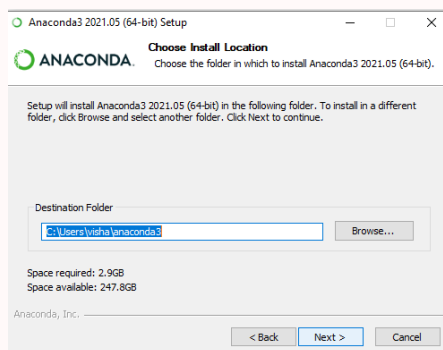 Anaconda3 2021.05 (64-bit) Setup
ANACONDA.
Choose Install Location
Choose the folder in which to install Anaconda3 2021.05 (64-bit).
Setup will install Anaconda3 2021.05 (64-bit) in the following folder. To install in a different
folder, click Browse and select another folder. Click Next to continue.
Destination Folder
C:\Users\visha\anaconda3
Browse...
Space required: 2.9GB
Space available: 247.8GB
Anaconda, Inc.
< Back
Next >
Cancel